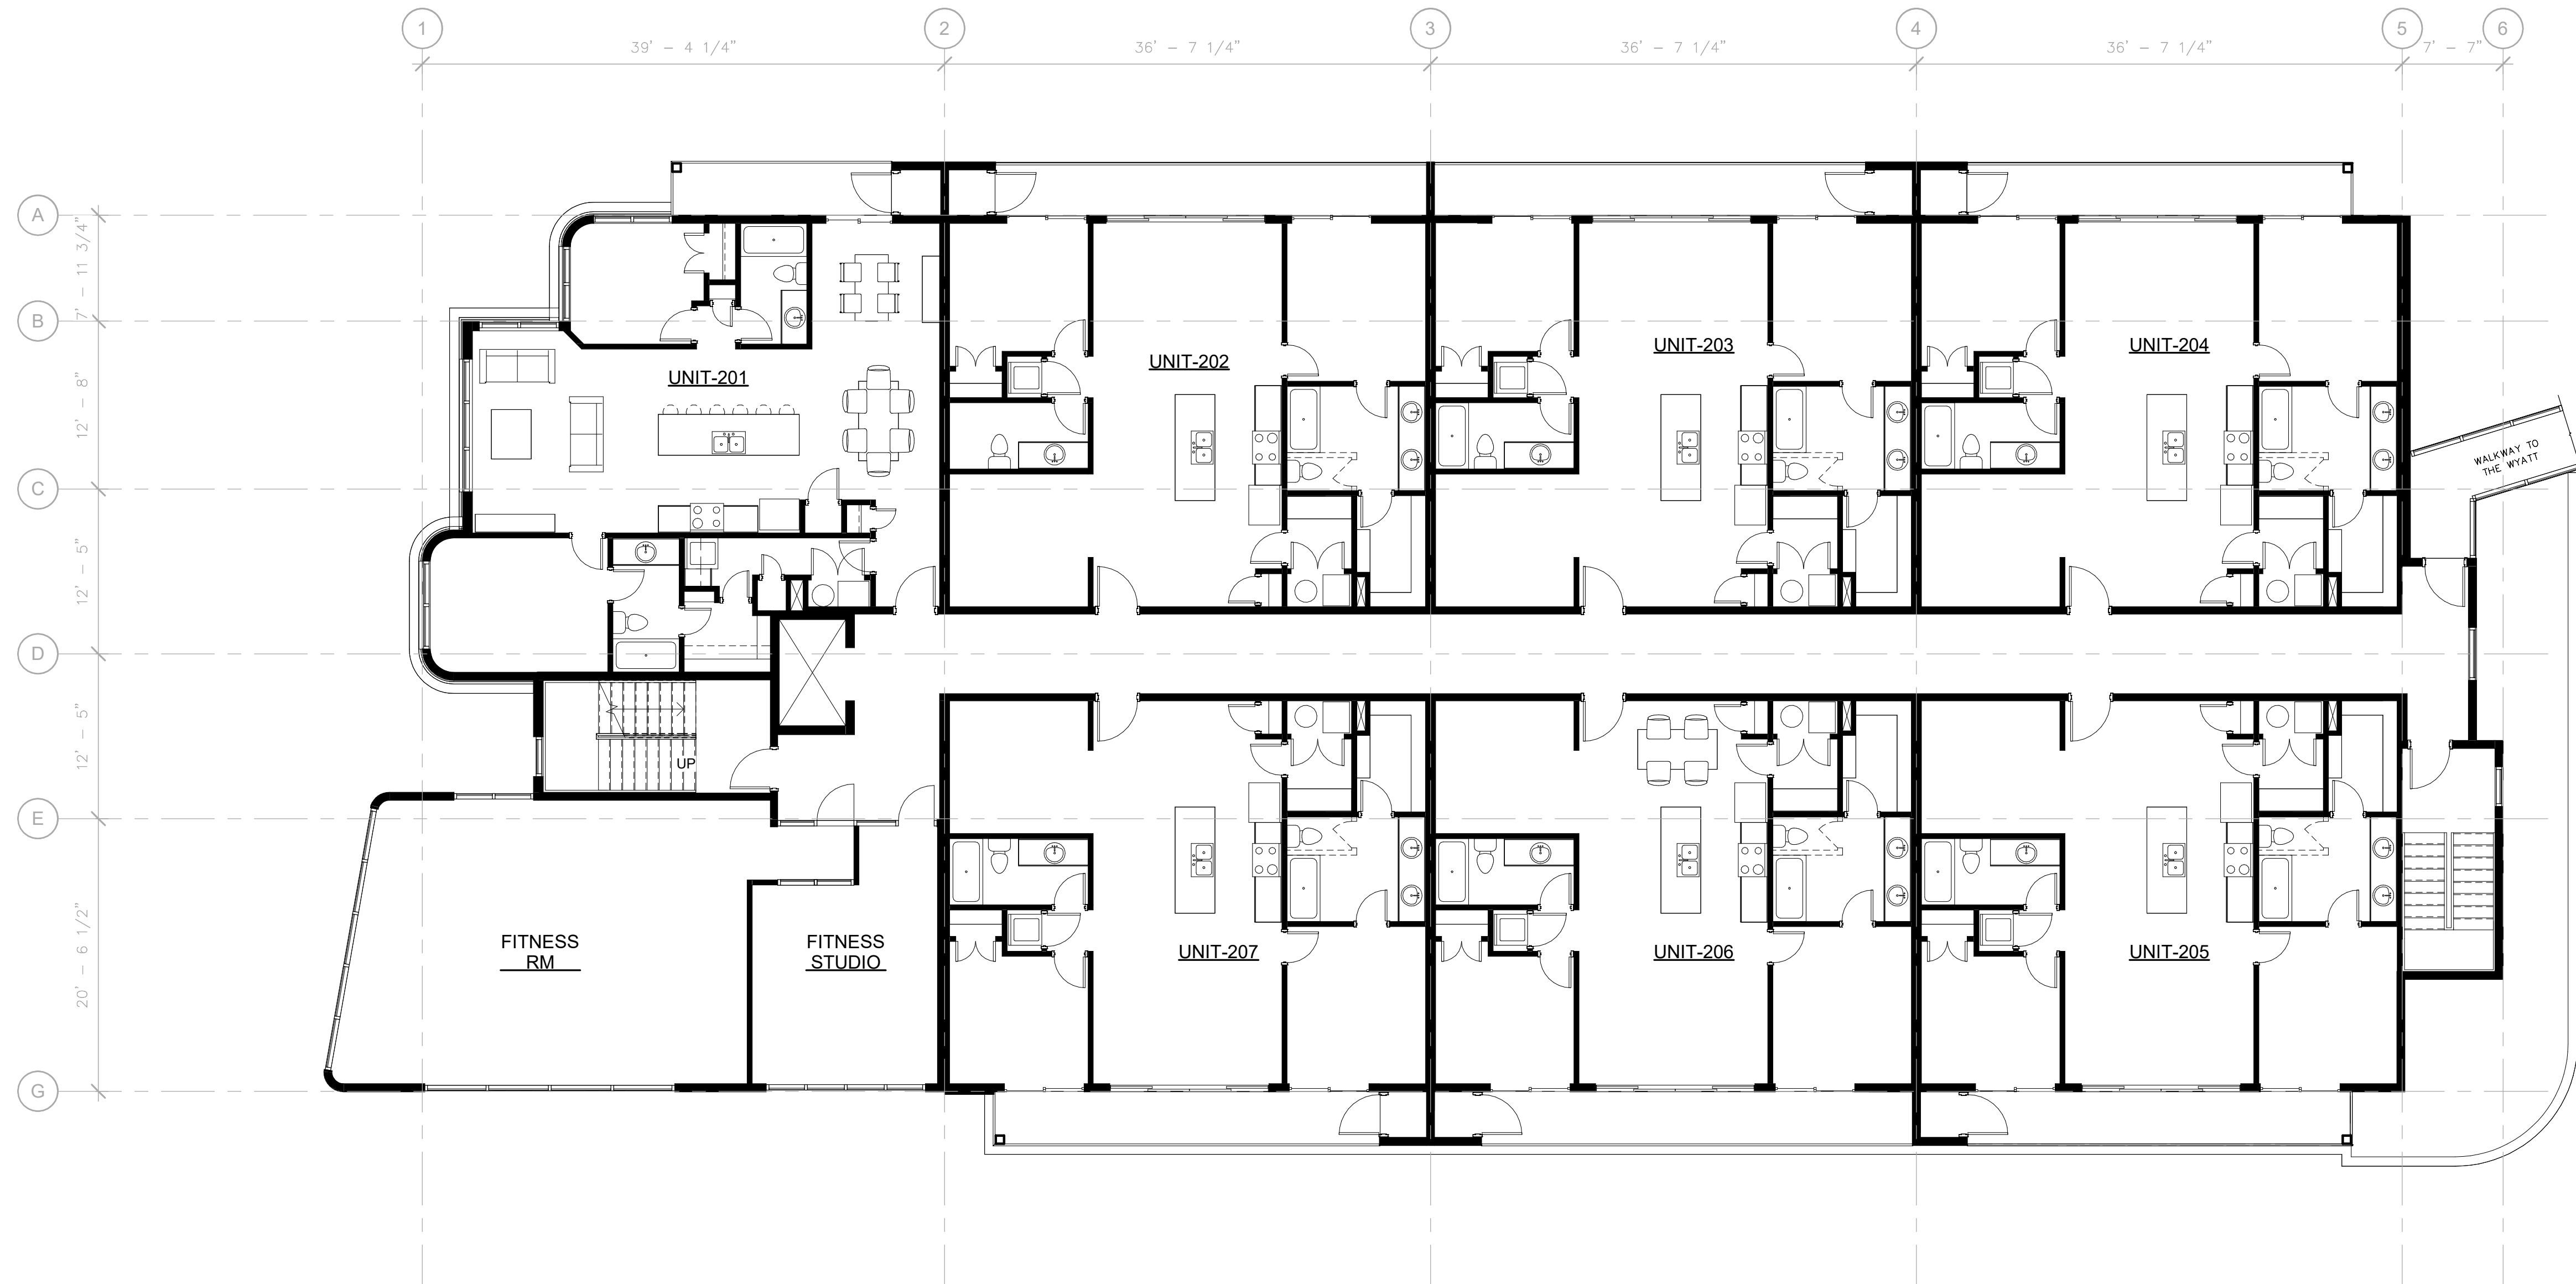 1
2
3
4
5
6
39' - 4 1/4"
36' - 7 1/4"
36' - 7 1/4"
36' - 7 1/4"
7' - 7"
A
7' - 11 3/4"
B
12' - 8"
C
12' - 5"
D
12' - 5"
E
20' - 6 1/2"
G
UNIT-201
UNIT-202
UNIT-203
UNIT-204
WALKWAY TO
THE WYATT
UP
FITNESS
RM
FITNESS
STUDIO
UNIT-207
UNIT-206
UNIT-205